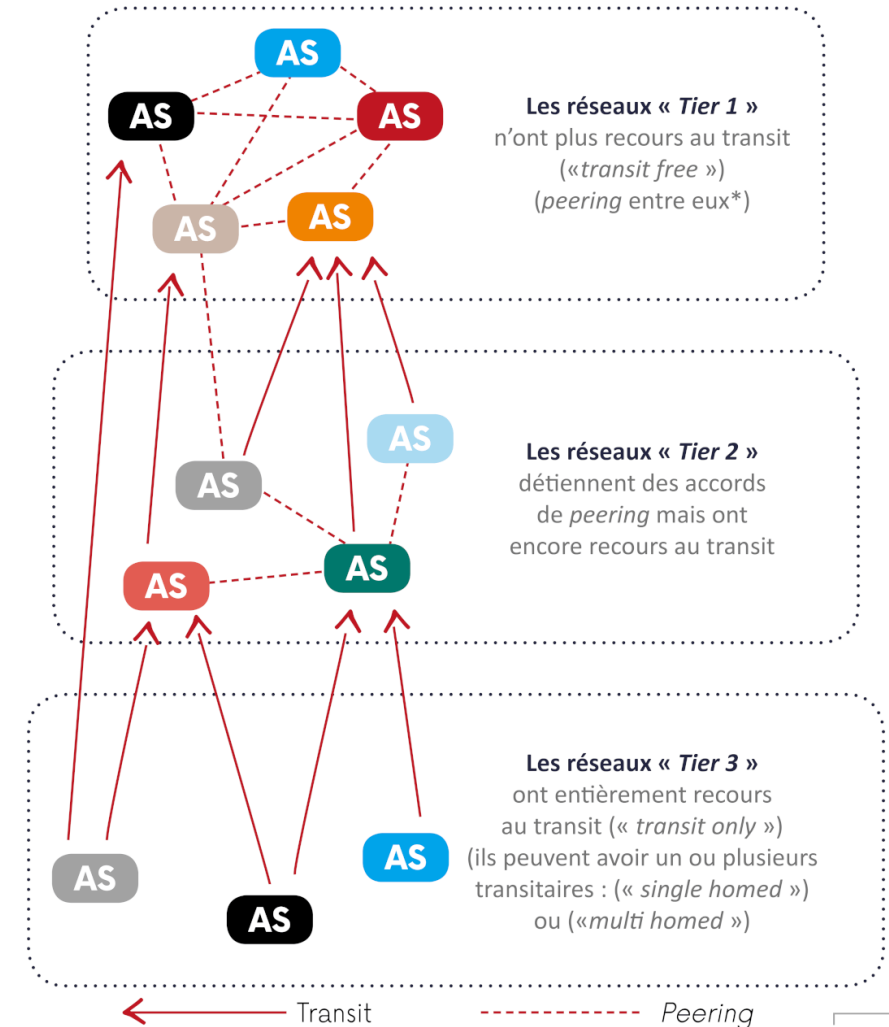 AS
AS
AS
Les réseaux « Tier 1 »
n'ont plus recours au transit
(«transit free »)
(peering entre eux*)
AS
AS
AS
AS
Les réseaux « Tier 2 »
détiennent des accords
de peering mais ont
encore recours au transit
AS
AS
Les réseaux « Tier 3 »
ont entièrement recours
au transit (« transit only »)
(ils peuvent avoir un ou plusieurs
transitaires : (« single homed »)
ou («multi homed »)
AS
AS
AS
Transit
Peering